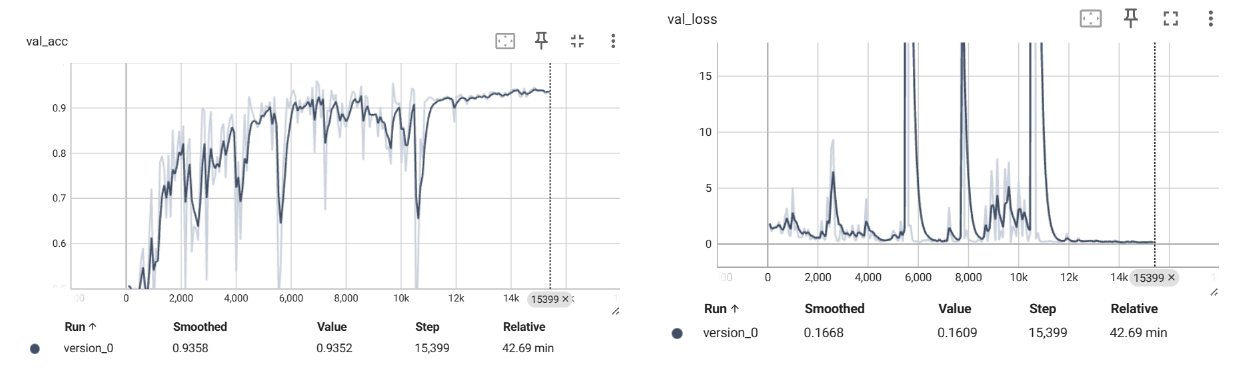 val_acc
0.9
0.8
0.7
0.6
0 2,000 4,000 6,000 8,000 10k 12k 14k 15399 ×
Run ↑ Smoothed Value Step Relative
version_0 0.9358 0.9352 15,399 42.69 min
val_loss
15
10
5
0
0 2,000 4,000 6,000 8,000 10k 12k 14k 15399 ×
Run ↑ Smoothed Value Step Relative
version_0 0.1668 0.1609 15,399 42.69 min